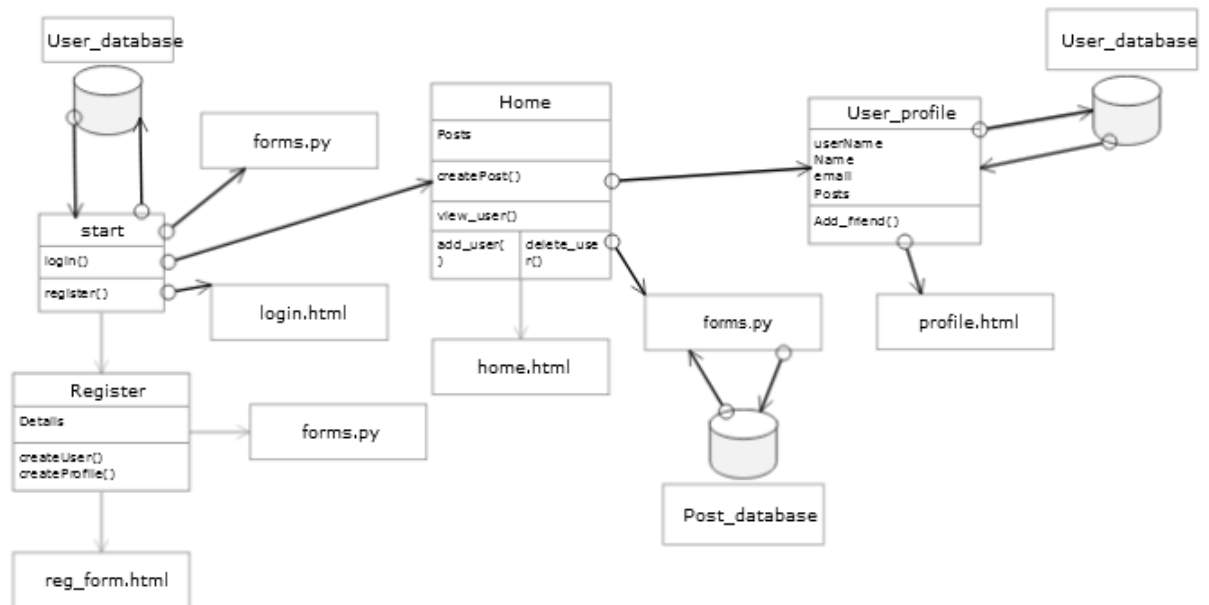 User_database
forms.py
start
login()
register()
login.html
Register
Details
createUser()
createProfile()
forms.py
reg_form.html
Home
Posts
createPost()
view_user()
add_user(
)
delete_use
r()
home.html
forms.py
Post_database
User_profile
userName
Name
email
Posts
Add_friend()
profile.html
User_database